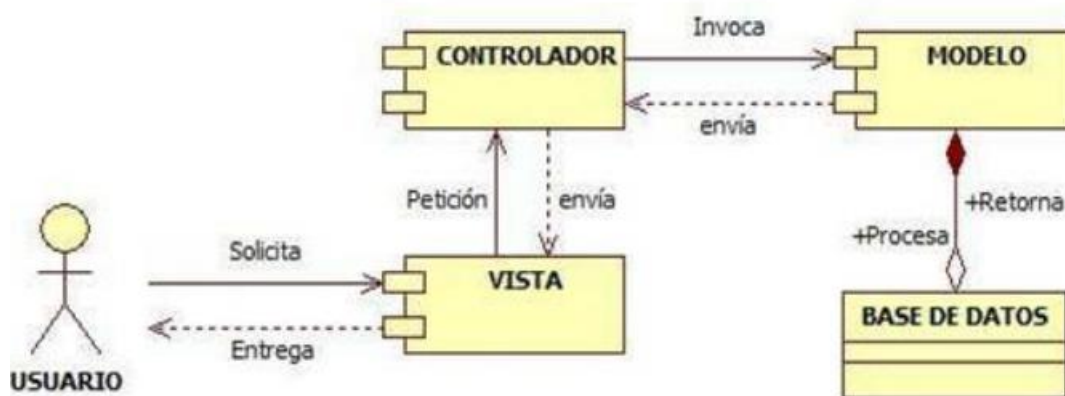 Invoca
CONTROLADOR
MODELO
envía
Petición
envía
+Retorna
+Procesa
Solicita
VISTA
Entrega
BASE DE DATOS
USUARIO